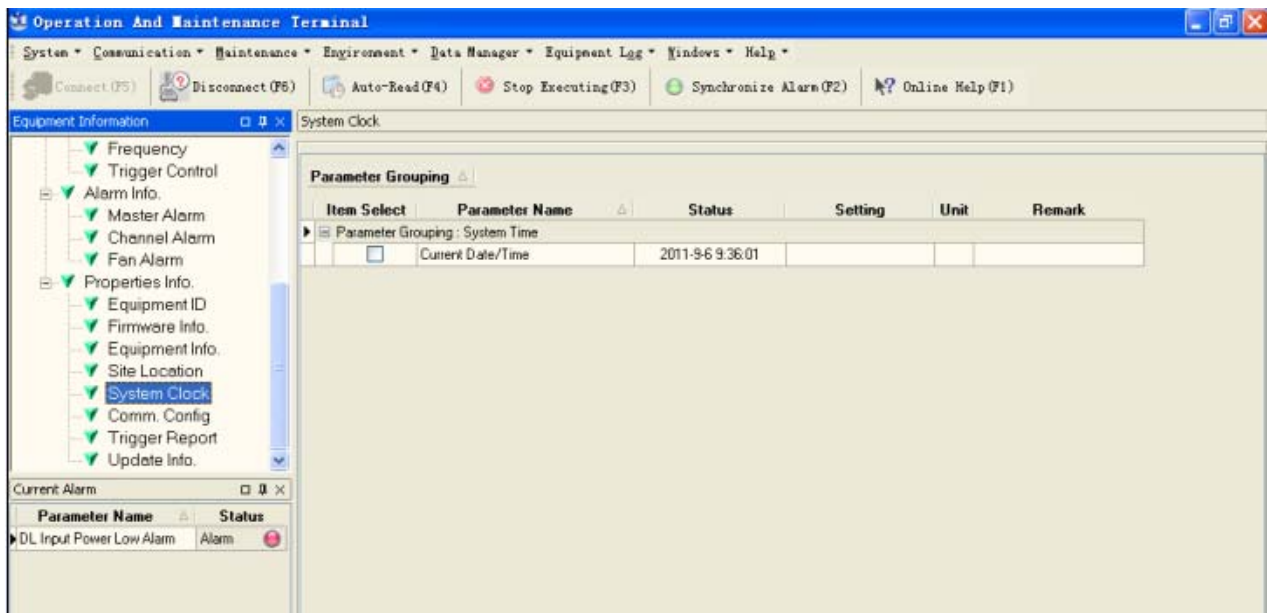 Operation And Maintenance Terminal
System Communication Maintenance Environment Data Manager Equipment Log Windows Help
Connect(F5) Disconnect(F6) Auto-Read(F4) Stop Executing(F3) Synchronize Alarm(F2) Online Help(F1)
Equipment Information
Frequency
Trigger Control
Alarm Info.
Master Alarm
Channel Alarm
Fan Alarm
Properties Info.
Equipment ID
Firmware Info.
Equipment Info.
Site Location
System Clock
Comm. Config
Trigger Report
Update Info.
Current Alarm
Parameter Name Status
DL Input Power Low Alarm Alarm
System Clock
Parameter Grouping
Item Select Parameter Name Status Setting Unit Remark
Parameter Grouping : System Time
Current Date/Time 2011-9-6 9:36:01